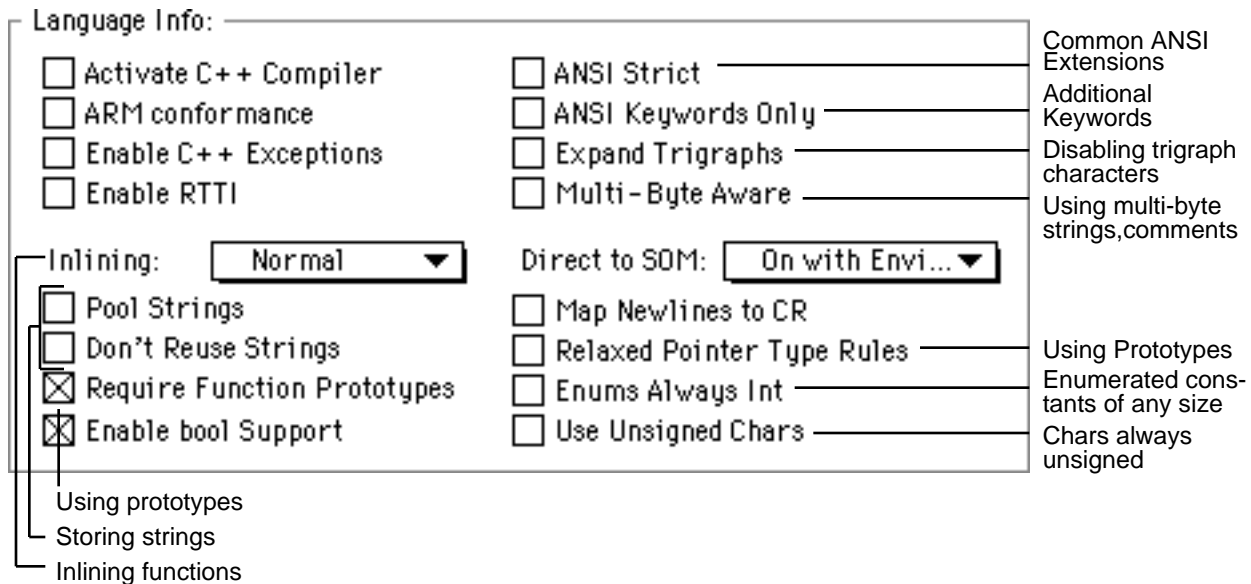 Language Info:
Activate C++ Compiler
ARM conformance
Enable C++ Exceptions
Enable RTTI
ANSI Strict
ANSI Keywords Only
Expand Trigraphs
Multi-Byte Aware
Inlining: Normal
Direct to SOM: On with Envi...
Pool Strings
Don't Reuse Strings
Require Function Prototypes
Enable bool Support
Map Newlines to CR
Relaxed Pointer Type Rules
Enums Always Int
Use Unsigned Chars
Common ANSI
Extensions
Additional
Keywords
Disabling trigraph
characters
Using multi-byte
strings,comments
Using Prototypes
Enumerated cons-
tants of any size
Chars always
unsigned
Using prototypes
Storing strings
Inlining functions